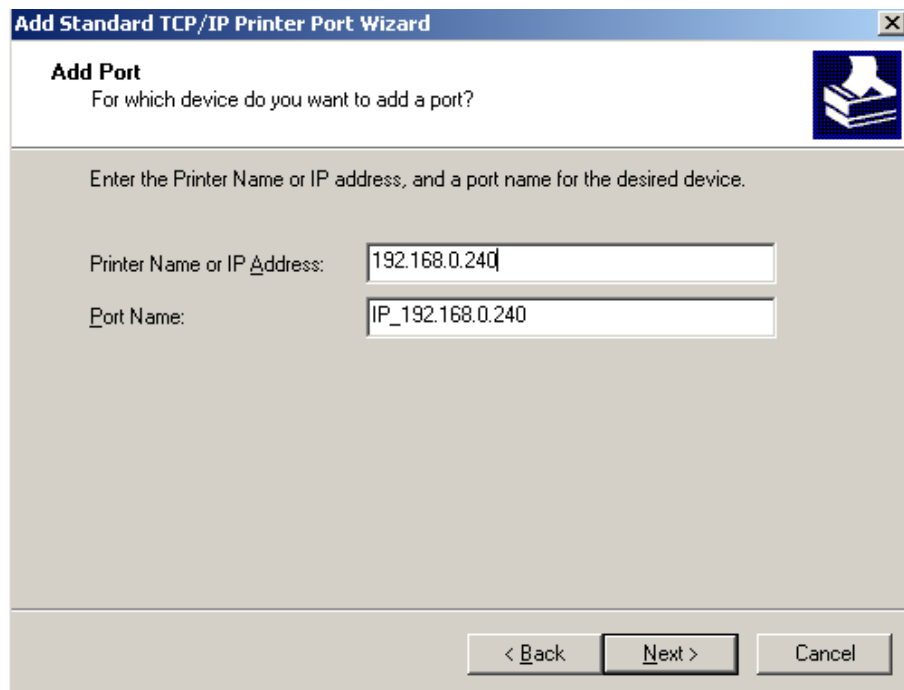 Add Standard TCP/IP Printer Port Wizard
Add Port
For which device do you want to add a port?
Enter the Printer Name or IP address, and a port name for the desired device.
Printer Name or IP Address: 192.168.0.240
Port Name: IP_192.168.0.240
< Back Next > Cancel